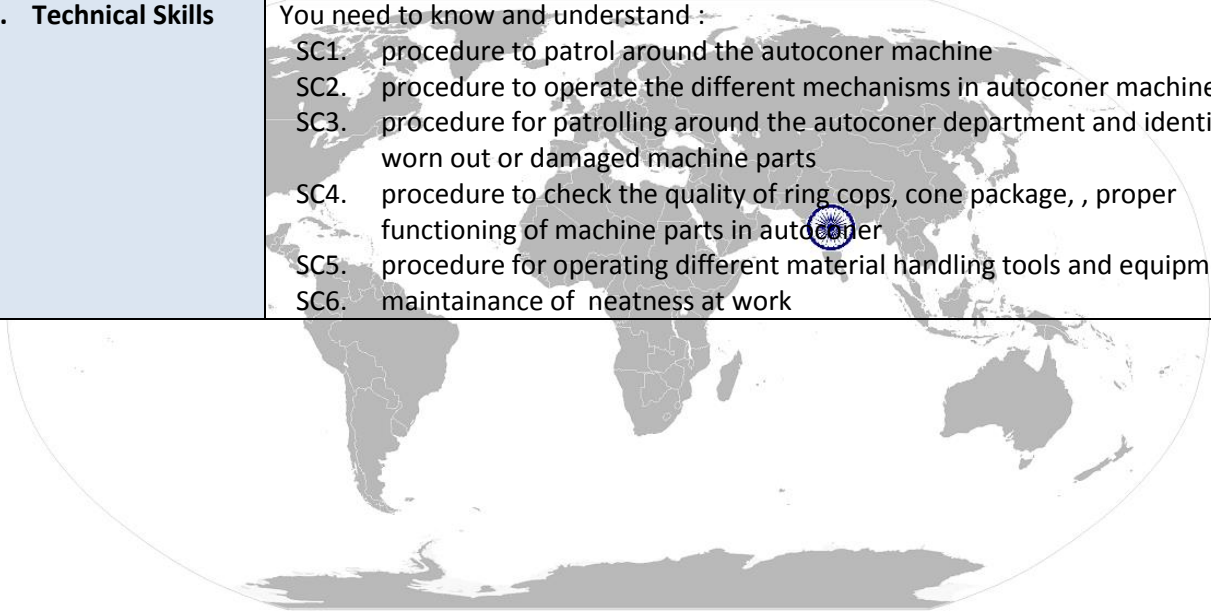 . Technical Skills
You need to know and understand :
SC1. procedure to patrol around the autoconer machine
SC2. procedure to operate the different mechanisms in autoconer machine
SC3. procedure for patrolling around the autoconer department and identi
worn out or damaged machine parts
SC4. procedure to check the quality of ring cops, cone package, , proper
functioning of machine parts in autoconer
SC5. procedure for operating different material handling tools and equipm
SC6. maintainance of neatness at work